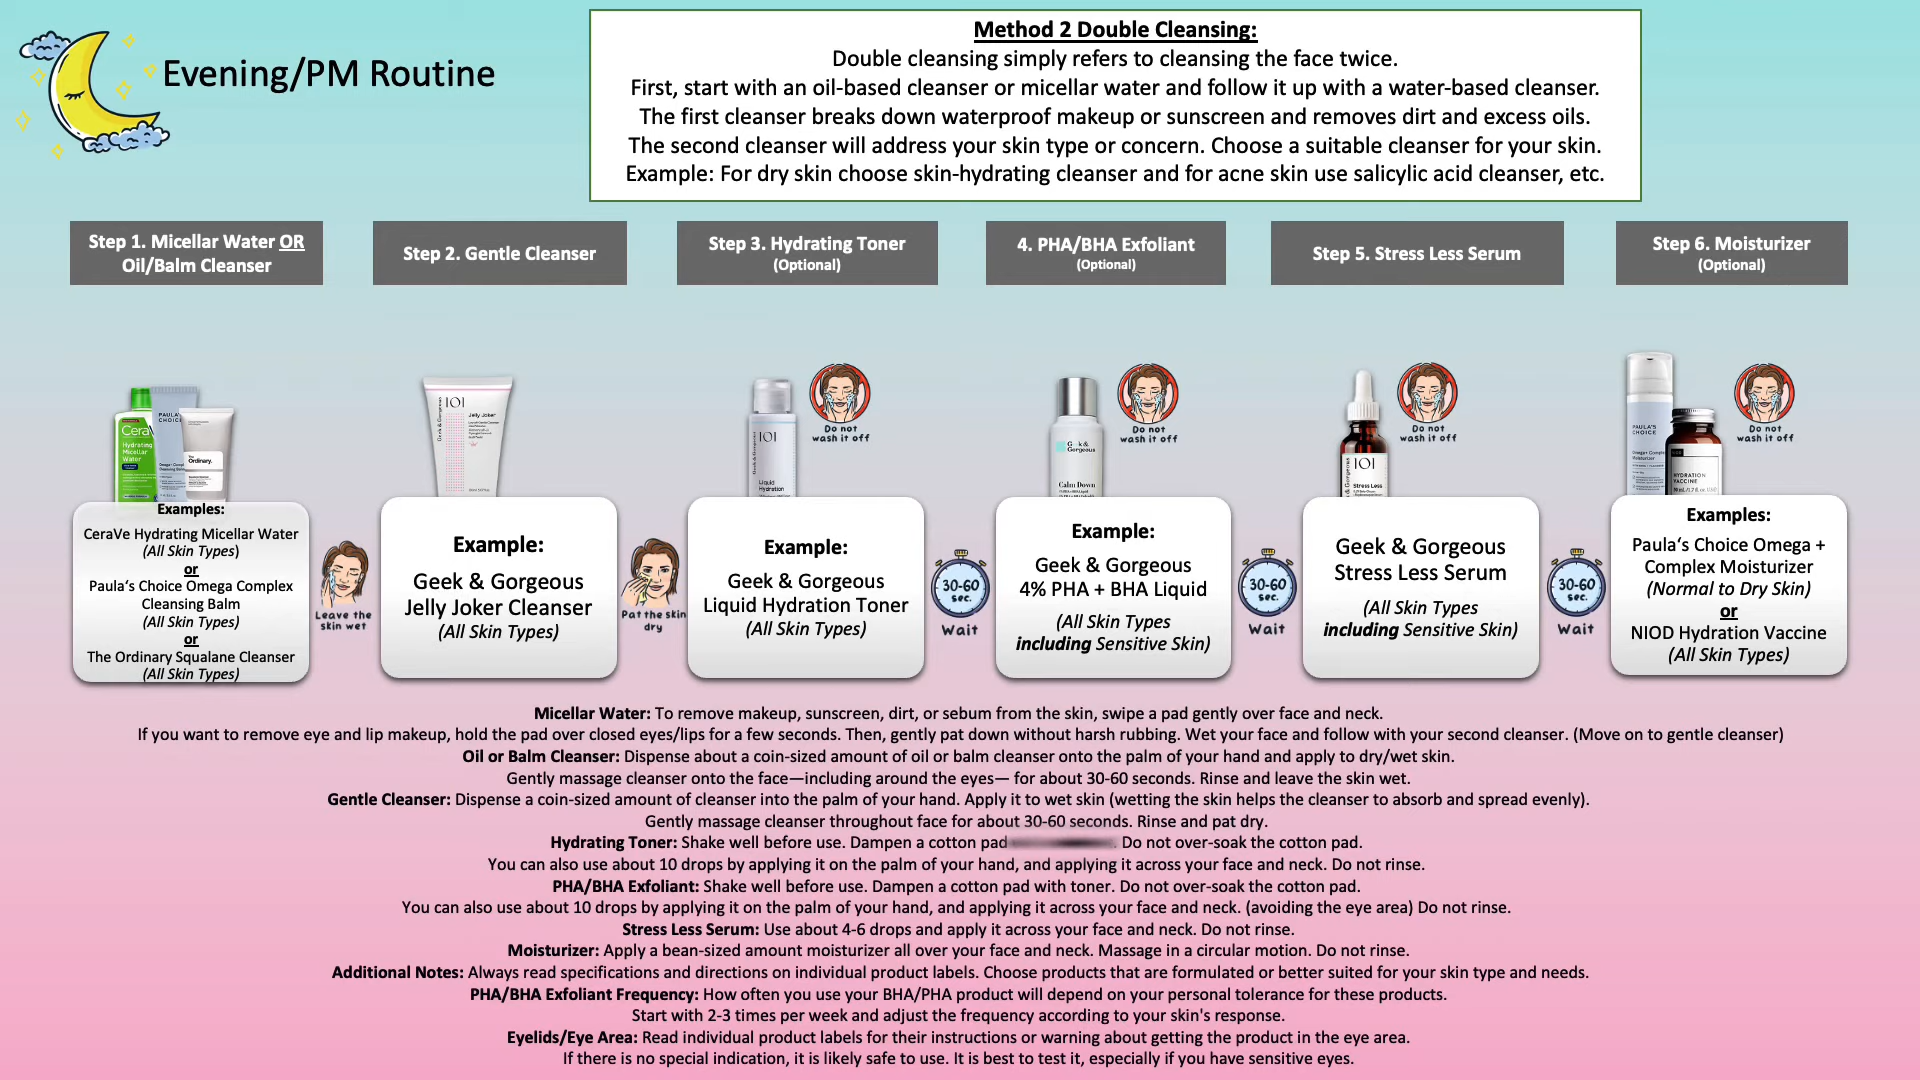 Evening/PM Routine
Method 2 Double Cleansing:
Double cleansing simply refers to cleansing the face twice.
First, start with an oil-based cleanser or micellar water and follow it up with a water-based cleanser.
The first cleanser breaks down waterproof makeup or sunscreen and removes dirt and excess oils.
The second cleanser will address your skin type or concern. Choose a suitable cleanser for your skin.
Example: For dry skin choose skin-hydrating cleanser and for acne skin use salicylic acid cleanser, etc.
Step 1. Micellar Water OR
Oil/Balm Cleanser
Step 2. Gentle Cleanser
Step 3. Hydrating Toner
(Optional)
4. PHA/BHA Exfoliant
(Optional)
Step 5. Stress Less Serum
Step 6. Moisturizer
(Optional)
CeraV
Hydrating
Micellar
Water
PAULA'S
CHOICE
The
Ordinary.
Geek & Gorgeous
101
Jelly Joker
Geek & Gorgeous
101
Liquid
Hydration
Do not
wash it off
Geek &
Gorgeous
Calm Down
Do not
wash it off
101
Stress Less
Do not
wash it off
PAULA'S
CHOICE
HYDRATION
VACCINE
Do not
wash it off
Examples:
CeraVe Hydrating Micellar Water
(All Skin Types)
or
Paula‘s Choice Omega Complex
Cleansing Balm
(All Skin Types)
or
The Ordinary Squalane Cleanser
(All Skin Types)
Leave the
skin wet
Example:
Geek & Gorgeous
Jelly Joker Cleanser
(All Skin Types)
Pat the skin
dry
Example:
Geek & Gorgeous
Liquid Hydration Toner
(All Skin Types)
30-60
sec.
Wait
Example:
Geek & Gorgeous
4% PHA + BHA Liquid
(All Skin Types
including Sensitive Skin)
30-60
sec.
Wait
Geek & Gorgeous
Stress Less Serum
(All Skin Types
including Sensitive Skin)
30-60
sec.
Wait
Examples:
Paula‘s Choice Omega +
Complex Moisturizer
(Normal to Dry Skin)
or
NIOD Hydration Vaccine
(All Skin Types)
Micellar Water: To remove makeup, sunscreen, dirt, or sebum from the skin, swipe a pad gently over face and neck.
If you want to remove eye and lip makeup, hold the pad over closed eyes/lips for a few seconds. Then, gently pat down without harsh rubbing. Wet your face and follow with your second cleanser. (Move on to gentle cleanser)
Oil or Balm Cleanser: Dispense about a coin-sized amount of oil or balm cleanser onto the palm of your hand and apply to dry/wet skin.
Gently massage cleanser onto the face—including around the eyes— for about 30-60 seconds. Rinse and leave the skin wet.
Gentle Cleanser: Dispense a coin-sized amount of cleanser into the palm of your hand. Apply it to wet skin (wetting the skin helps the cleanser to absorb and spread evenly).
Gently massage cleanser throughout face for about 30-60 seconds. Rinse and pat dry.
Hydrating Toner: Shake well before use. Dampen a cotton pad . Do not over-soak the cotton pad.
You can also use about 10 drops by applying it on the palm of your hand, and applying it across your face and neck. Do not rinse.
PHA/BHA Exfoliant: Shake well before use. Dampen a cotton pad with toner. Do not over-soak the cotton pad.
You can also use about 10 drops by applying it on the palm of your hand, and applying it across your face and neck. (avoiding the eye area) Do not rinse.
Stress Less Serum: Use about 4-6 drops and apply it across your face and neck. Do not rinse.
Moisturizer: Apply a bean-sized amount moisturizer all over your face and neck. Massage in a circular motion. Do not rinse.
Additional Notes: Always read specifications and directions on individual product labels. Choose products that are formulated or better suited for your skin type and needs.
PHA/BHA Exfoliant Frequency: How often you use your BHA/PHA product will depend on your personal tolerance for these products.
Start with 2-3 times per week and adjust the frequency according to your skin's response.
Eyelids/Eye Area: Read individual product labels for their instructions or warning about getting the product in the eye area.
If there is no special indication, it is likely safe to use. It is best to test it, especially if you have sensitive eyes.